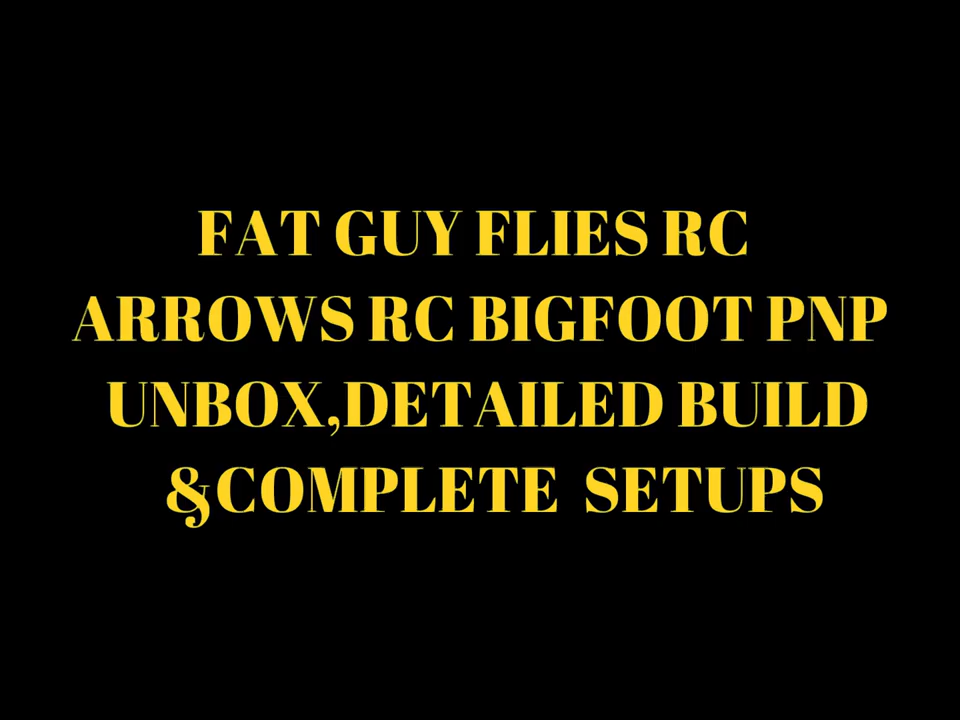 FAT GUY FLIES RC
ARROWS RC BIGFOOT PNP
UNBOX,DETAILED BUILD
&COMPLETE SETUPS